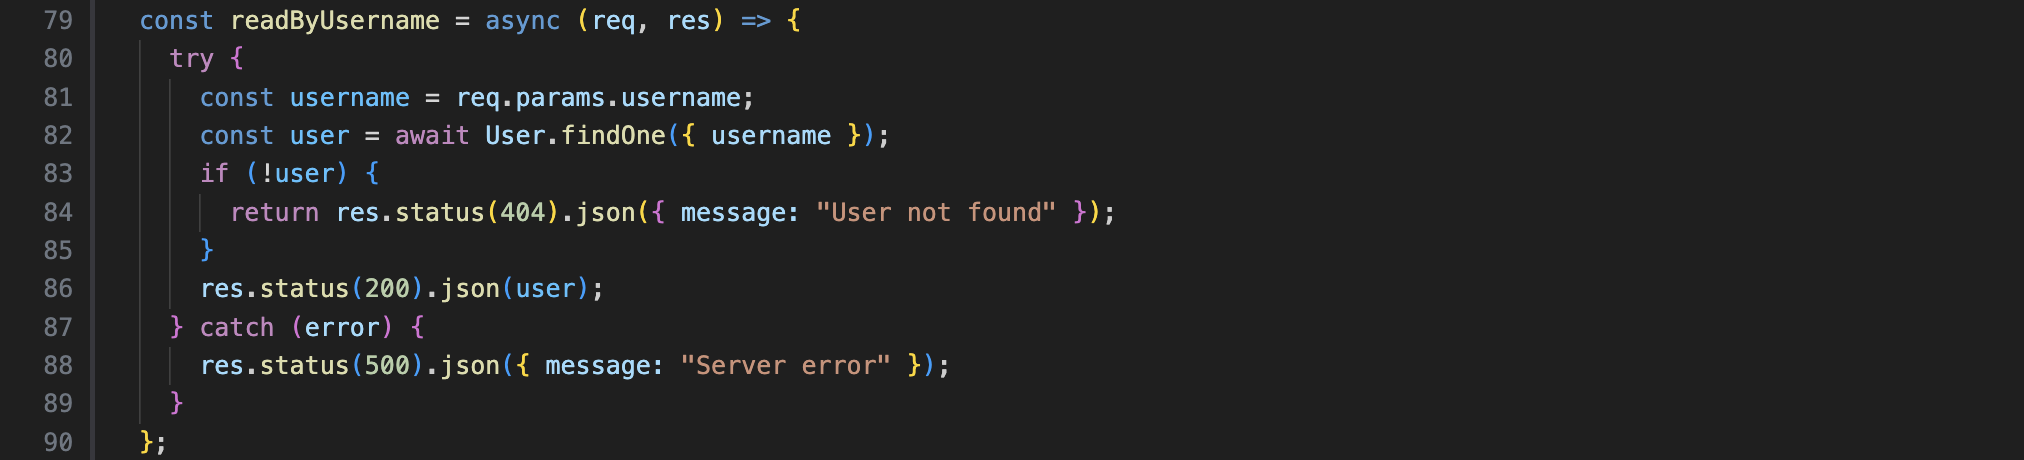 79 const readByUsername = async (req, res) => {
80 try {
81 const username = req.params.username;
82 const user = await User.findOne({ username });
83 if (!user) {
84 return res.status(404).json({ message: "User not found" });
85 }
86 res.status(200).json(user);
87 } catch (error) {
88 res.status(500).json({ message: "Server error" });
89 }
90 };